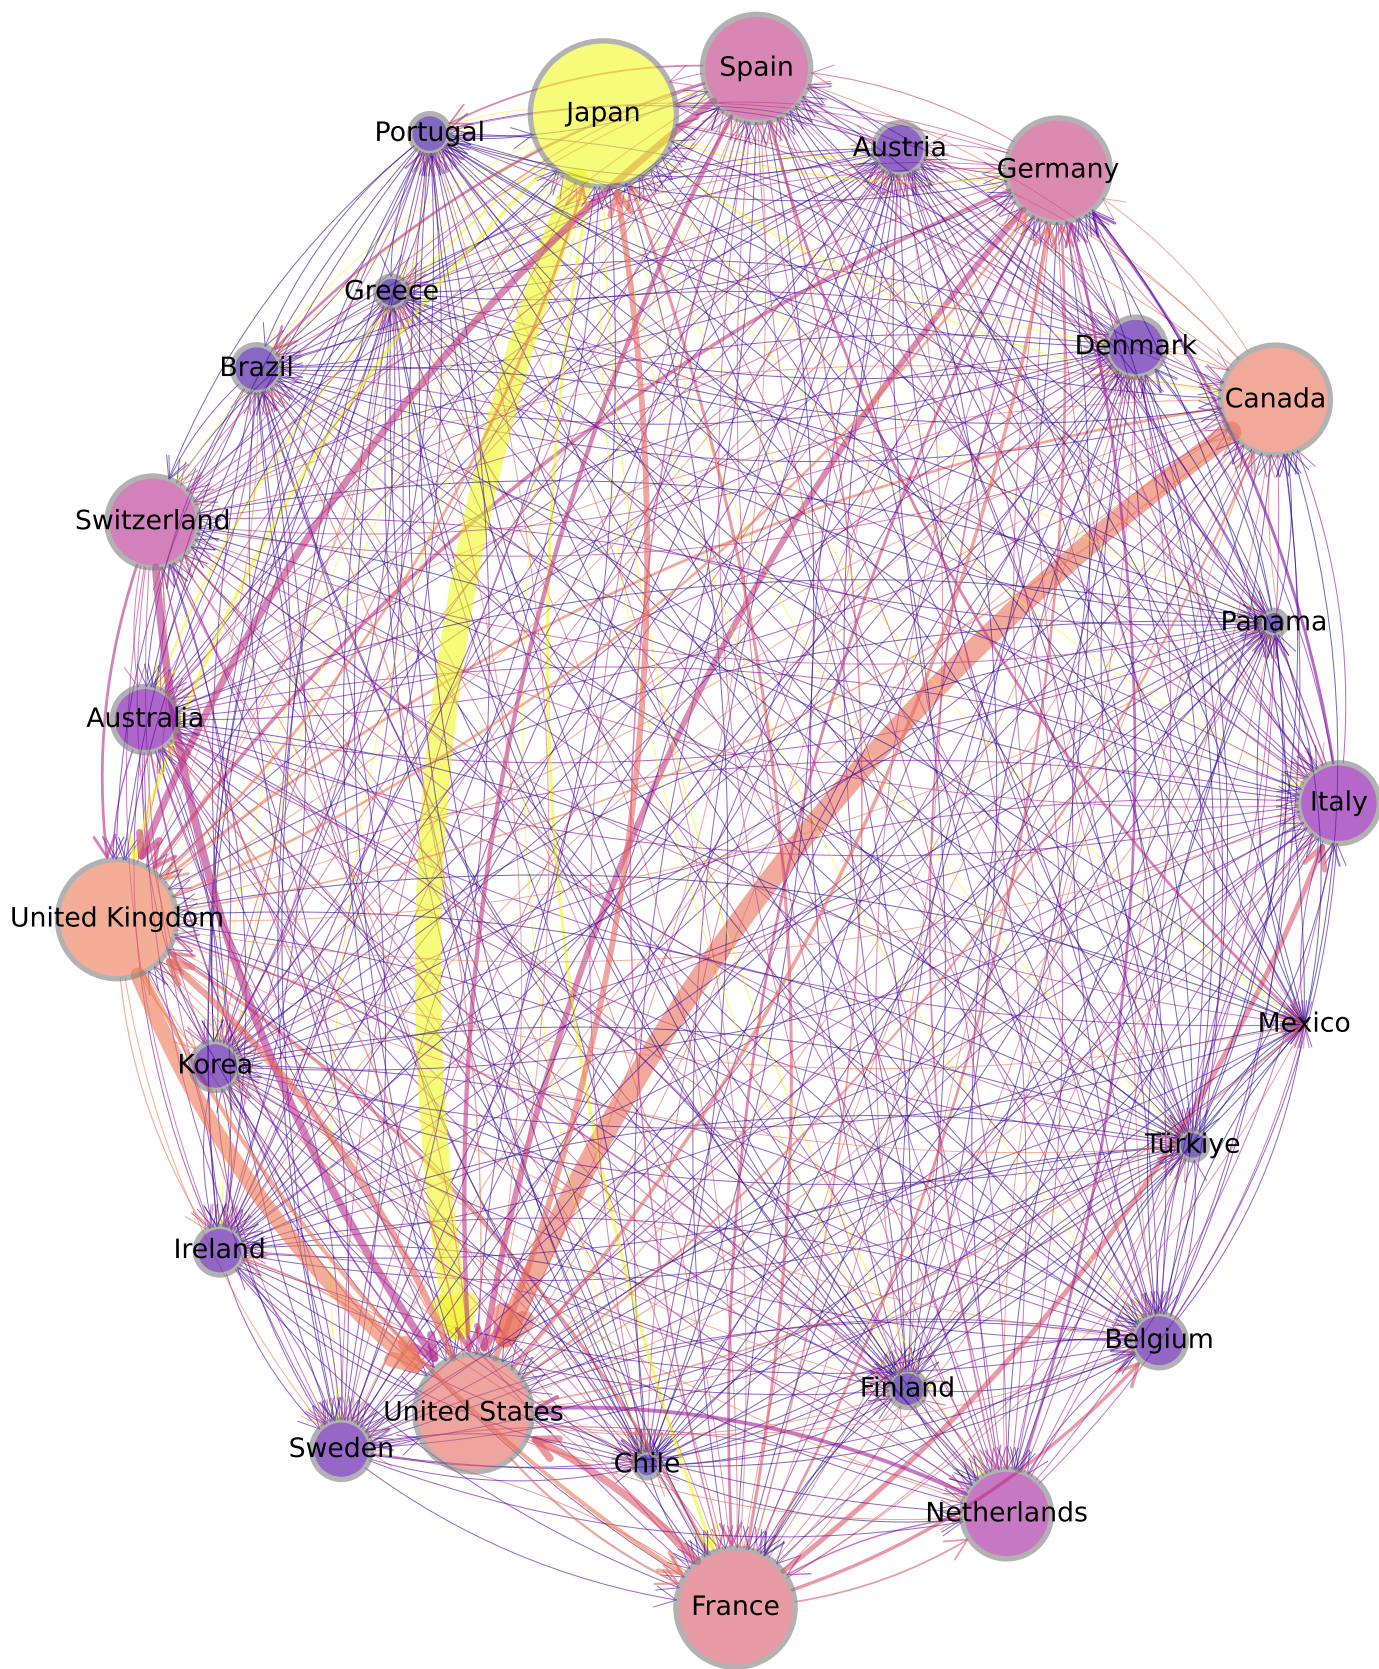 Spain
Japan
Portugal
Austria
Germany
Greece
Denmark
Brazil
Canada
Switzerland
Panama
Australia
Italy
United Kingdom
Mexico
Korea
Türkiye
Ireland
Belgium
Finland
United States
Sweden
Chile
Netherlands
France